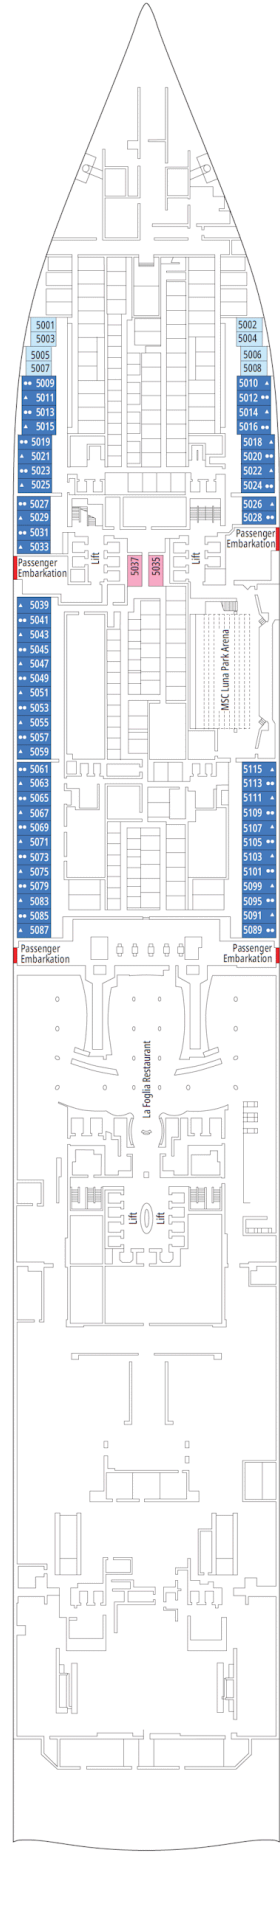 5001 5002
5003 5004
5005 5006
5007 5008
5009 5010
5011 5012
5013 5014
5015 5016
5019 5018
5021 5020
5023 5022
5025 5024
5027 5026
5029 5028
5031
5033
Passenger
Embarkation
Passenger
Embarkation
Lift
5037
5035
Lift
5039
5041
5043
5045
5047
5049
5051
5053
5055
5057
5059
MSC Luna Park Arena
5061 5115
5063 5113
5065 5111
5067 5109
5069 5107
5071 5105
5073 5103
5075 5101
5079 5099
5083 5095
5085 5091
5087 5089
Passenger
Embarkation
Passenger
Embarkation
La Foglia Restaurant
Lift
Lift